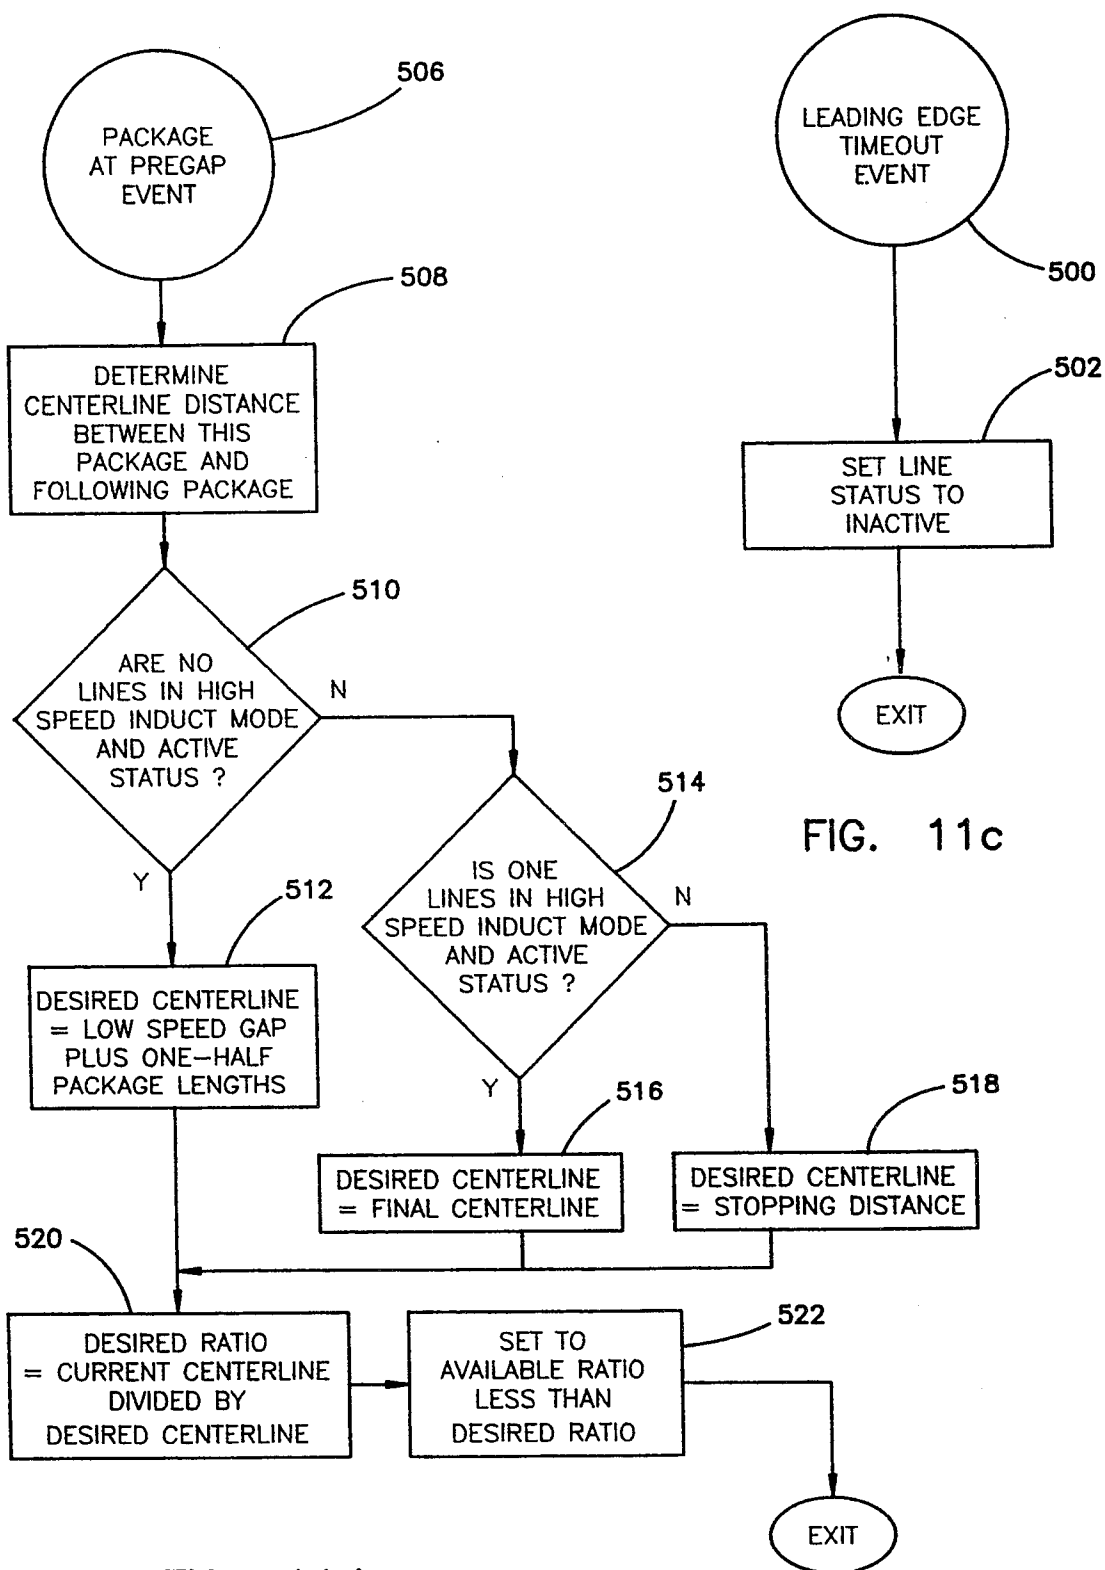 506
PACKAGE
AT PREGAP
EVENT
508
DETERMINE
CENTERLINE DISTANCE
BETWEEN THIS
PACKAGE AND
FOLLOWING PACKAGE
510
ARE NO
LINES IN HIGH
SPEED INDUCT MODE
AND ACTIVE
STATUS ?
N
Y
512
DESIRED CENTERLINE
= LOW SPEED GAP
PLUS ONE-HALF
PACKAGE LENGTHS
514
IS ONE
LINES IN HIGH
SPEED INDUCT MODE
AND ACTIVE
STATUS ?
N
Y
516
DESIRED CENTERLINE
= FINAL CENTERLINE
518
DESIRED CENTERLINE
= STOPPING DISTANCE
520
DESIRED RATIO
= CURRENT CENTERLINE
DIVIDED BY
DESIRED CENTERLINE
522
SET TO
AVAILABLE RATIO
LESS THAN
DESIRED RATIO
EXIT
LEADING EDGE
TIMEOUT
EVENT
500
502
SET LINE
STATUS TO
INACTIVE
EXIT
FIG. 11c